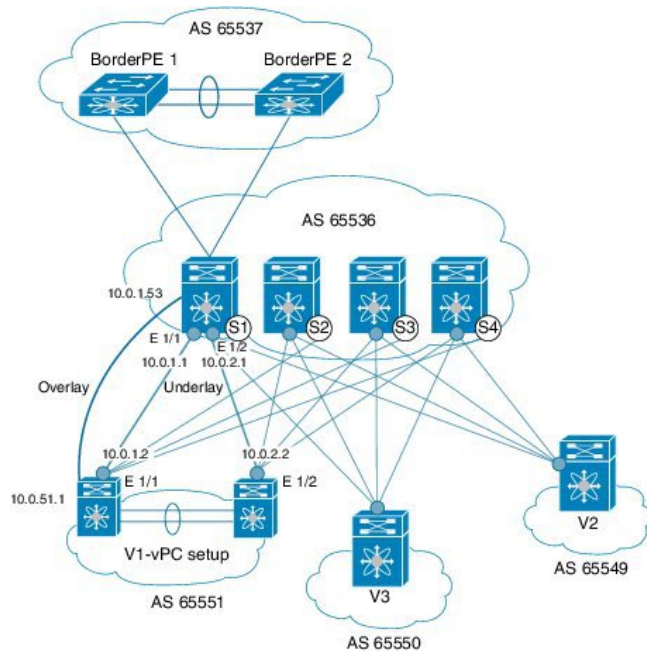 AS 65537
BorderPE 1
BorderPE 2
AS 65536
10.0.1.53
S1
S2
S3
S4
E 1/1
E 1/2
10.0.1.1
10.0.2.1
Overlay
Underlay
10.0.1.2
10.0.2.2
E 1/1
E 1/2
10.0.51.1
V2
V1-vPC setup
AS 65549
V3
AS 65551
AS 65550